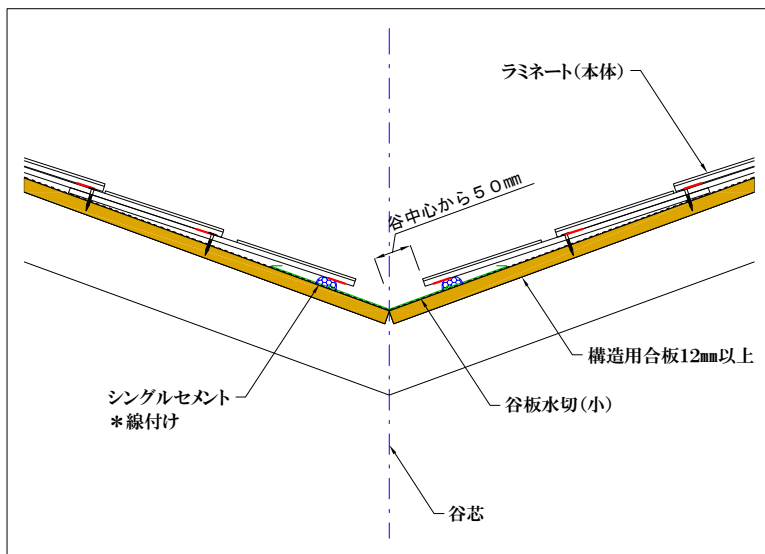 ラミネート(本体)
谷中心から５０㎜
構造用合板12㎜以上
シングルセメント
＊線付け
谷板水切(小)
谷芯